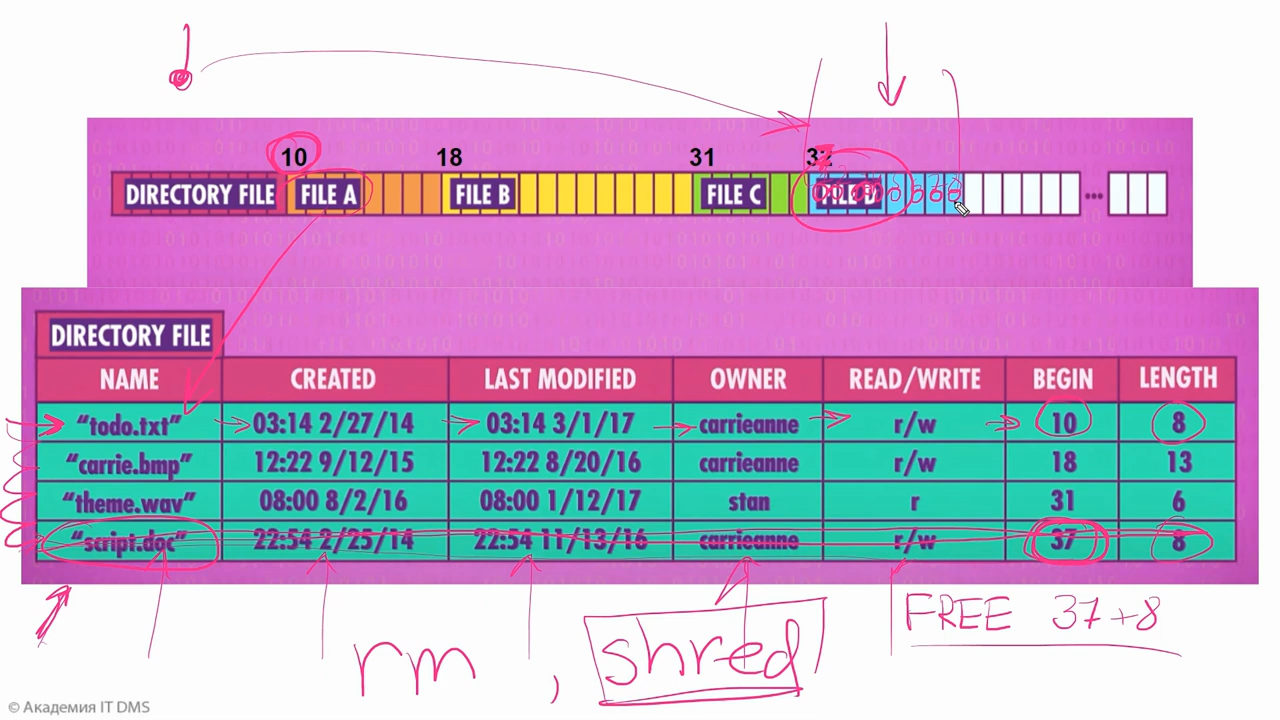 10 18 31 32
DIRECTORY FILE FILE A FILE B FILE C FILE D ...
DIRECTORY FILE
NAME CREATED LAST MODIFIED OWNER READ/WRITE BEGIN LENGTH
"todo.txt" 03:14 2/27/14 03:14 3/1/17 carrieanne r/w 10 8
"carrie.bmp" 12:22 9/12/15 12:22 8/20/16 carrieanne r/w 18 13
"theme.wav" 08:00 8/2/16 08:00 1/12/17 stan r 31 6
"script.doc" 22:54 2/25/14 22:54 11/13/16 carrieanne r/w 37 8
FREE 37+8
rm , shred
© Академия IT DMS